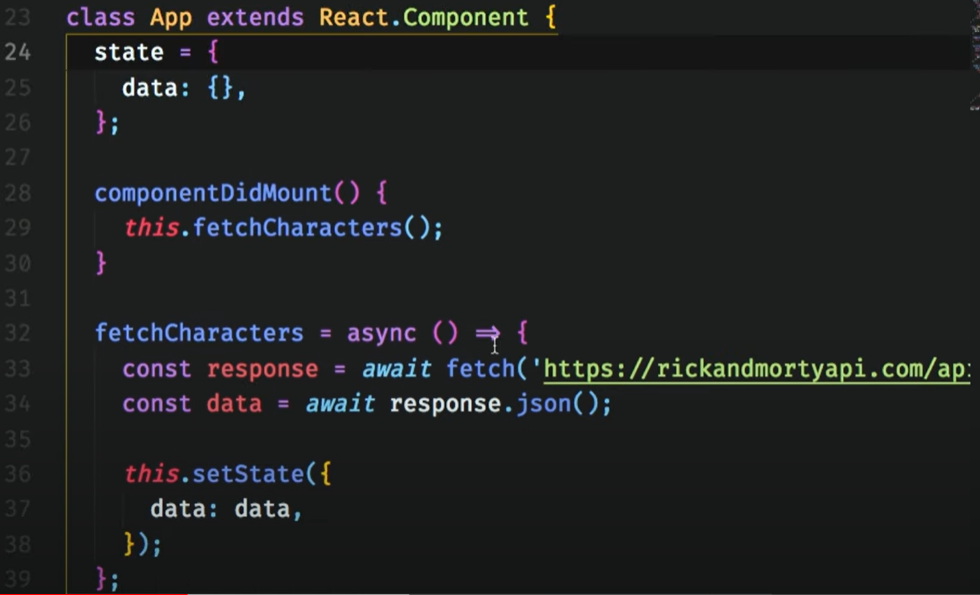 23 class App extends React.Component {
24 state = {
25 data: {},
26 };
27
28 componentDidMount() {
29 this.fetchCharacters();
30 }
31
32 fetchCharacters = async () => {
33 const response = await fetch('https://rickandmortyapi.com/ap
34 const data = await response.json();
35
36 this.setState({
37 data: data,
38 });
39 };